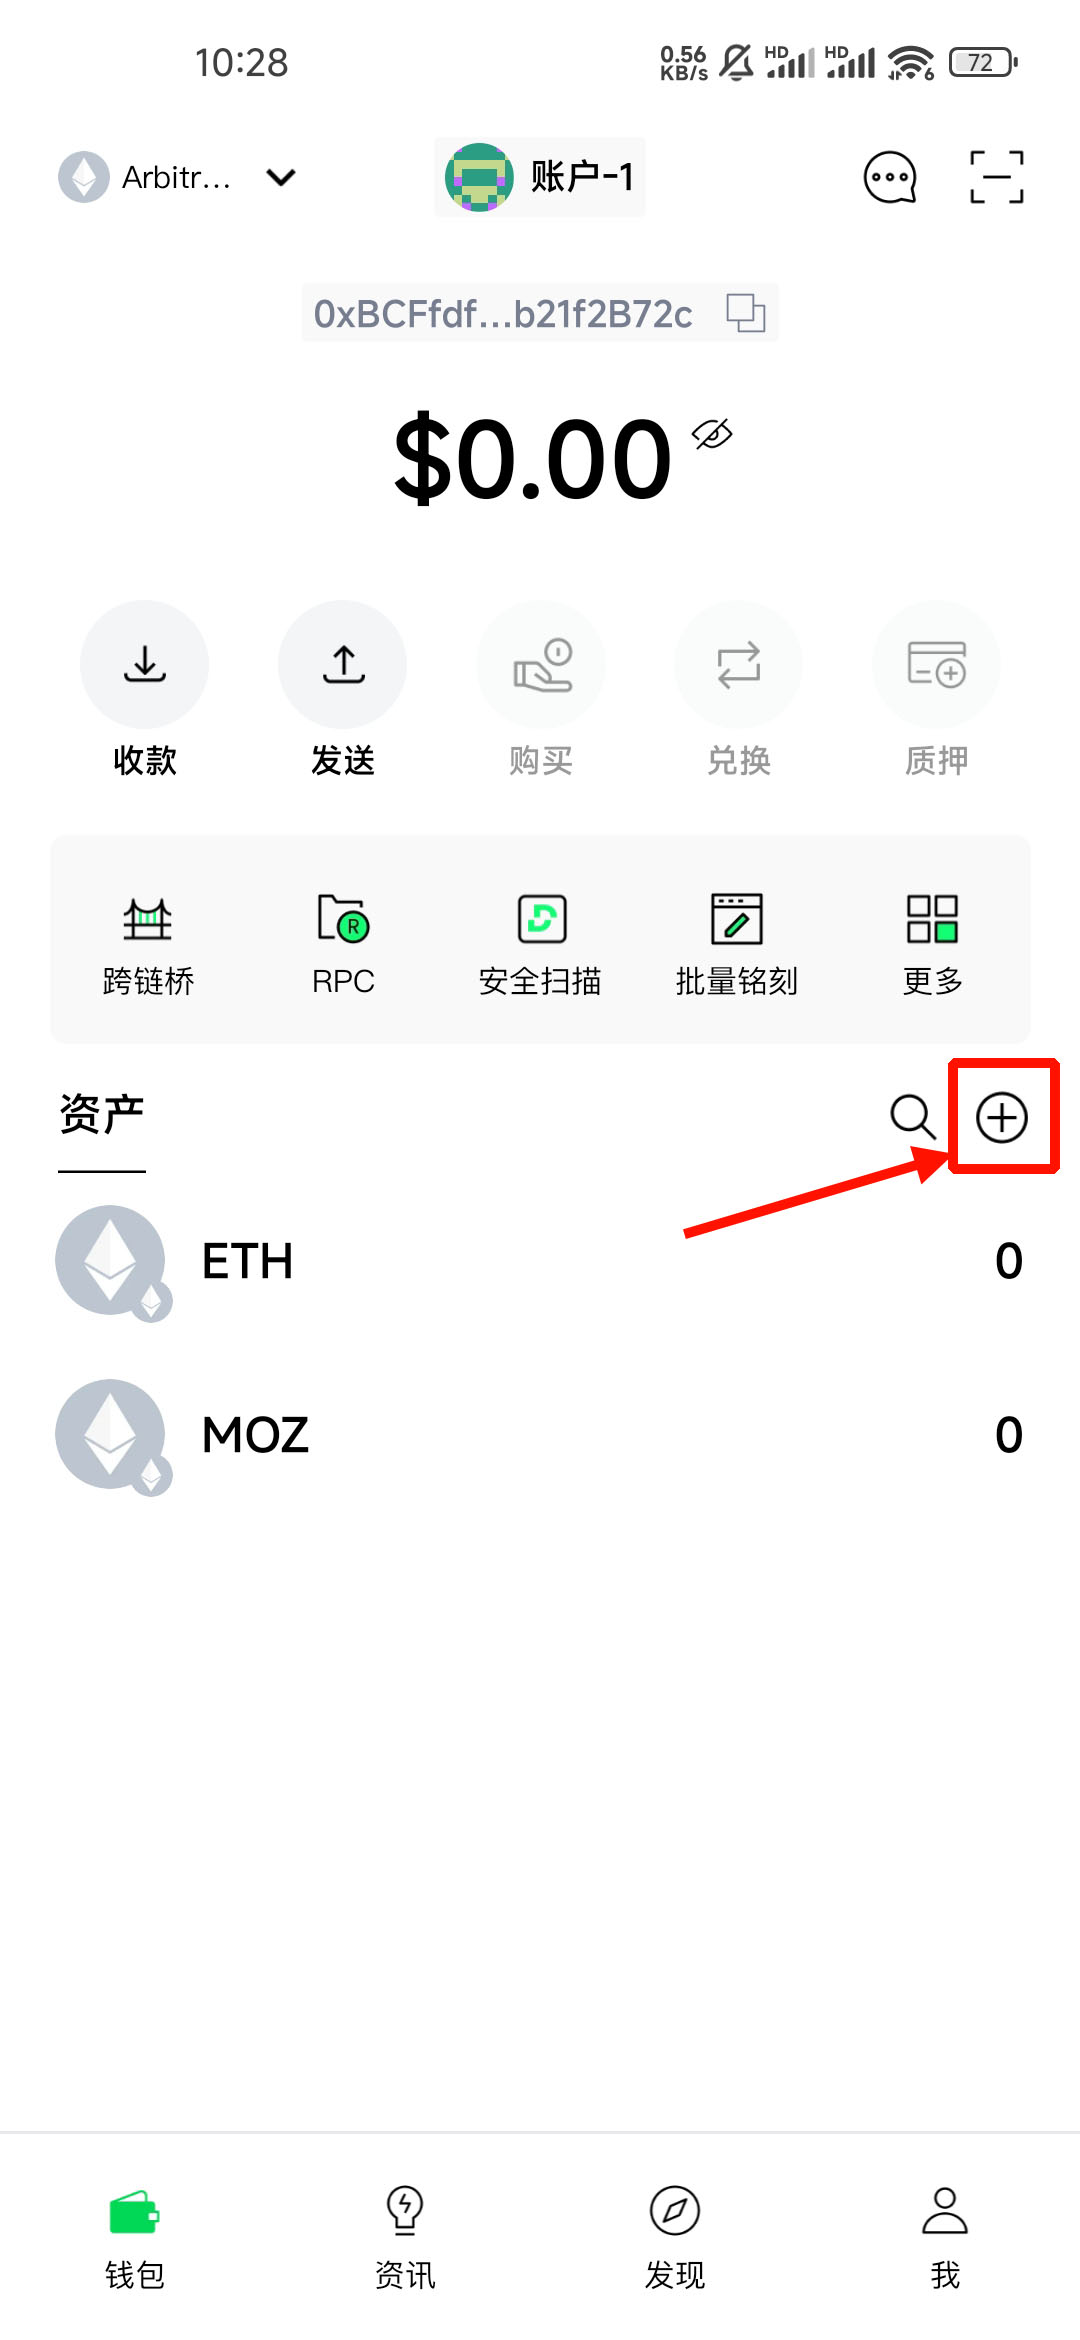 10:28
0.56 KB/s
HD HD 6 72
Arbitr...
账户-1
0xBCFfdf...b21f2B72c
$0.00
收款 发送 购买 兑换 质押
R
跨链桥 RPC 安全扫描 批量铭刻 更多
资产
ETH 0
MOZ 0
钱包 资讯 发现 我